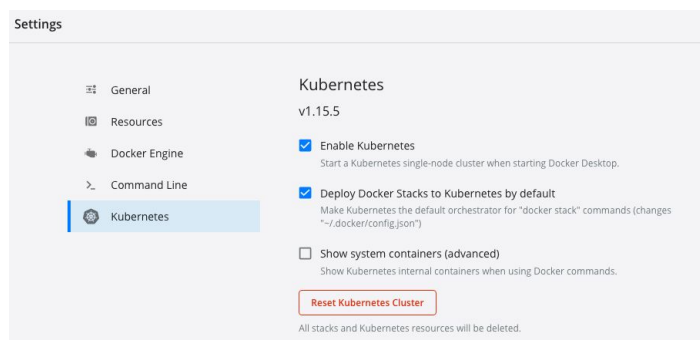 Settings
General
Resources
Docker Engine
Command Line
Kubernetes
Kubernetes
v1.15.5
Enable Kubernetes
Start a Kubernetes single-node cluster when starting Docker Desktop.
Deploy Docker Stacks to Kubernetes by default
Make Kubernetes the default orchestrator for "docker stack" commands (changes
"~/.docker/config.json")
Show system containers (advanced)
Show Kubernetes internal containers when using Docker commands.
Reset Kubernetes Cluster
All stacks and Kubernetes resources will be deleted.